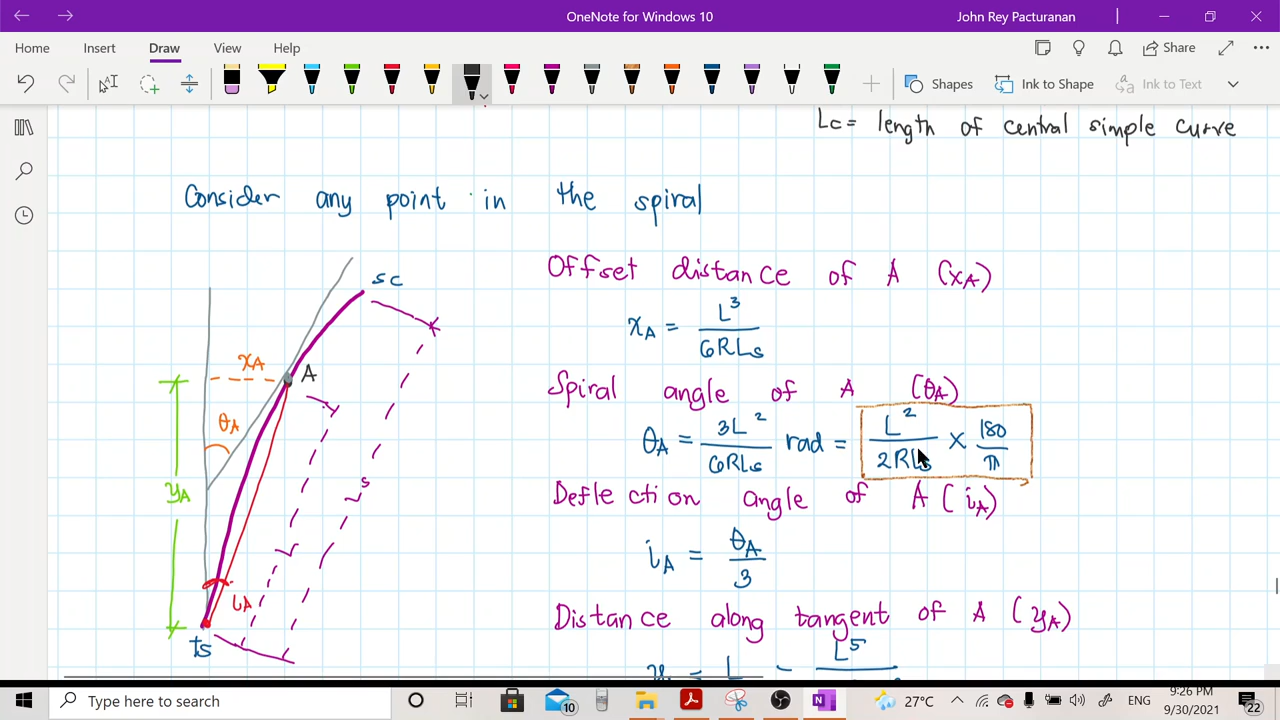 OneNote for Windows 10
John Rey Pacturanan
Home Insert Draw View Help
Share
Shapes Ink to Shape Ink to Text
Lc = length of central simple curve
Consider any point in the spiral
Offset distance of A (xA)
xA = L³ / 6RLs
Spiral angle of A (θA)
θA = 3L² / 6RLs rad = L² / 2RLs × 180 / π
Deflection angle of A (iA)
iA = θA / 3
Distance along tangent of A (yA)
L L⁵
sc
xA
A
θA
Ls
yA
L
iA
ts
Type here to search
10
27°C
ENG
9:26 PM
9/30/2021
22